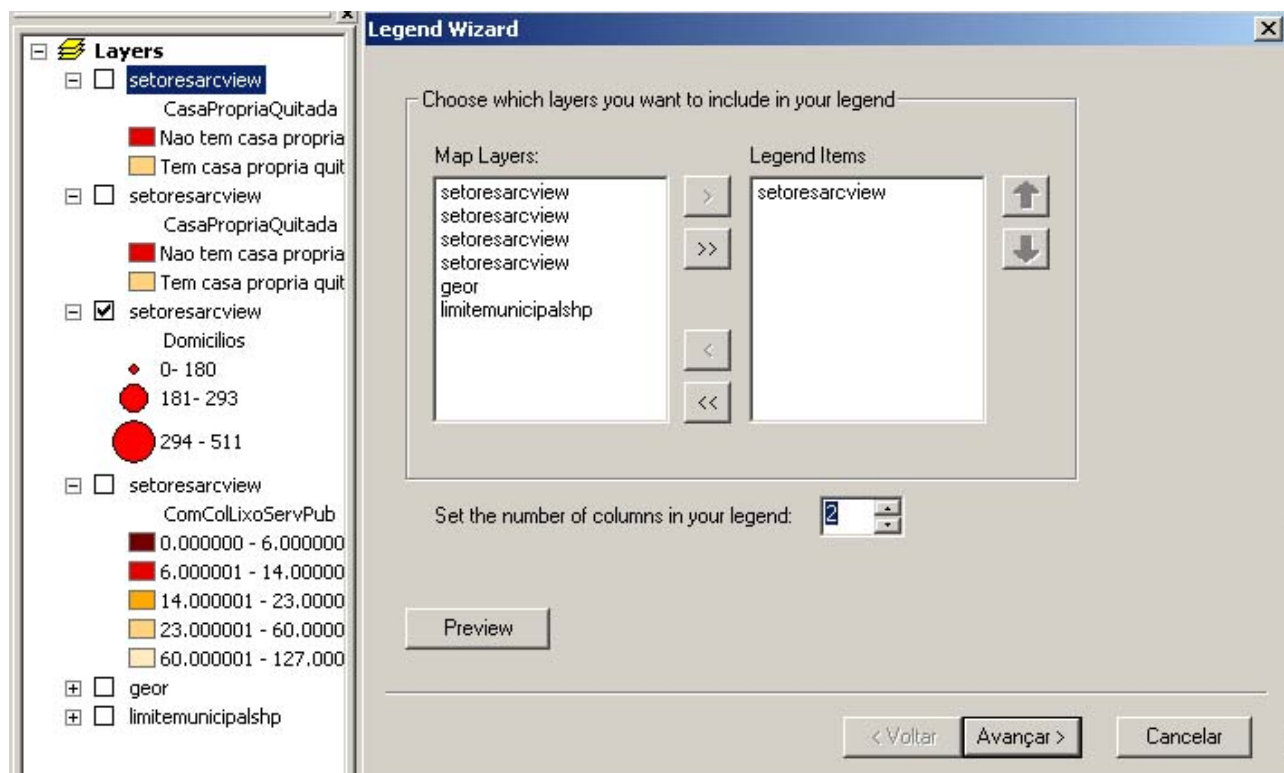 Layers
setoresarcview
CasaPropriaQuitada
Nao tem casa propria
Tem casa propria quit
setoresarcview
CasaPropriaQuitada
Nao tem casa propria
Tem casa propria quit
setoresarcview
Domicilios
0- 180
181- 293
294 - 511
setoresarcview
ComColLixoServPub
0.000000 - 6.000000
6.000001 - 14.00000
14.000001 - 23.0000
23.000001 - 60.0000
60.000001 - 127.000
geor
limitemunicipalshp
Legend Wizard
Choose which layers you want to include in your legend
Map Layers:
setoresarcview
setoresarcview
setoresarcview
setoresarcview
geor
limitemunicipalshp
>
>>
<
<<
Legend Items
setoresarcview
Set the number of columns in your legend: 2
Preview
< Voltar
Avançar >
Cancelar